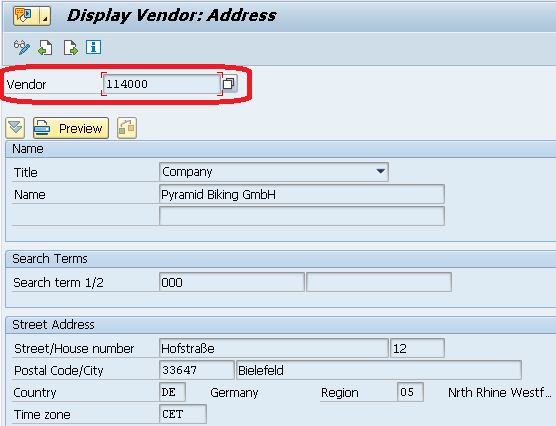 Display Vendor: Address
Vendor 114000
Preview
Name
Title Company
Name Pyramid Biking GmbH
Search Terms
Search term 1/2 000
Street Address
Street/House number Hofstraße 12
Postal Code/City 33647 Bielefeld
Country DE Germany Region 05 Nrth Rhine Westf...
Time zone CET